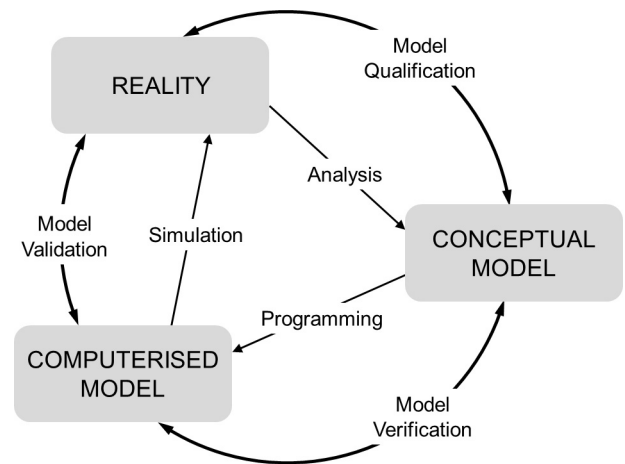 Model
Qualification
REALITY
Analysis
Model
Validation
Simulation
CONCEPTUAL
MODEL
Programming
COMPUTERISED
MODEL
Model
Verification